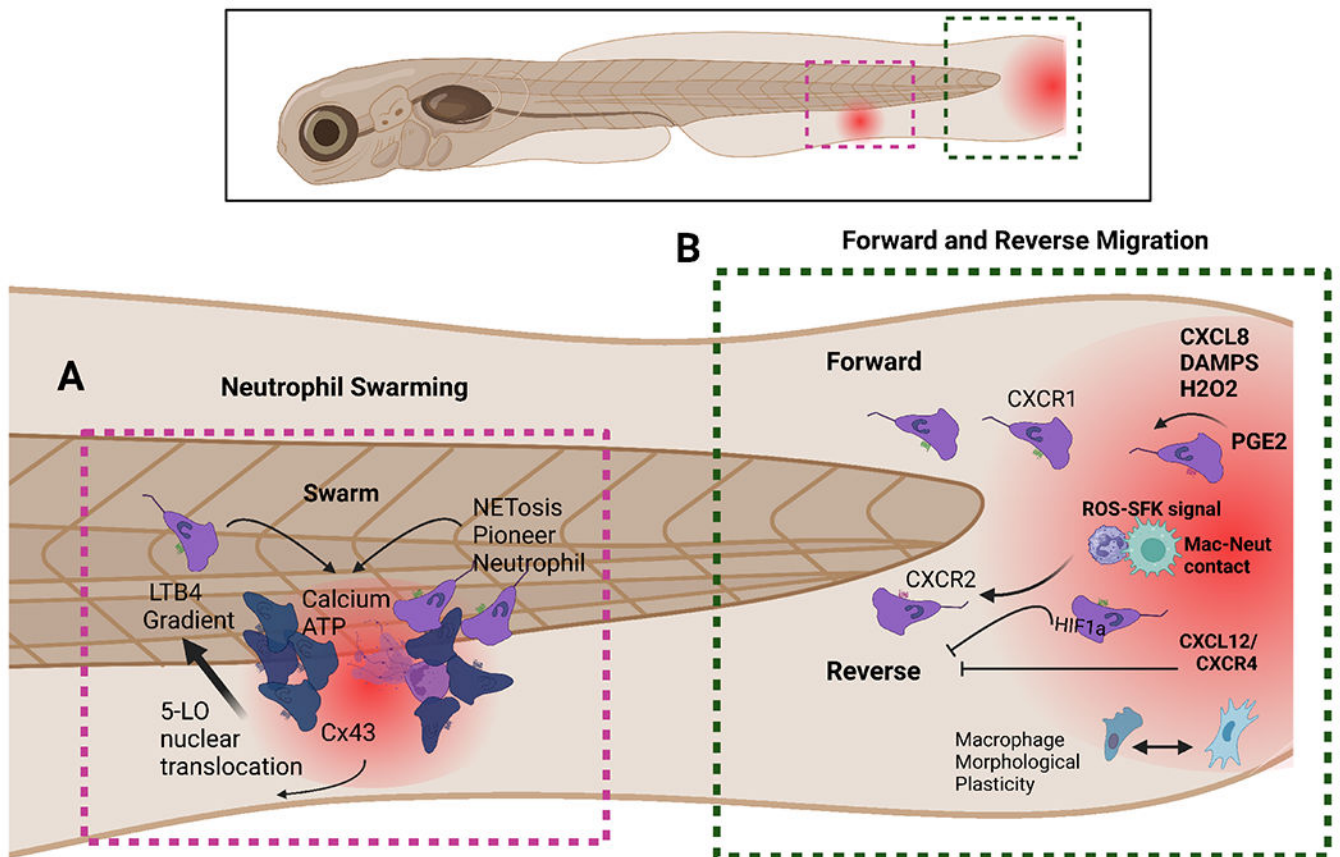 B
Forward and Reverse Migration
A
Neutrophil Swarming
Swarm
NETosis
Pioneer
Neutrophil
LTB4
Gradient
Calcium
ATP
5-LO
nuclear
translocation
Cx43
Forward
CXCR1
CXCL8
DAMPS
H2O2
PGE2
ROS-SFK signal
Mac-Neut
contact
CXCR2
HIF1a
Reverse
CXCL12/
CXCR4
Macrophage
Morphological
Plasticity